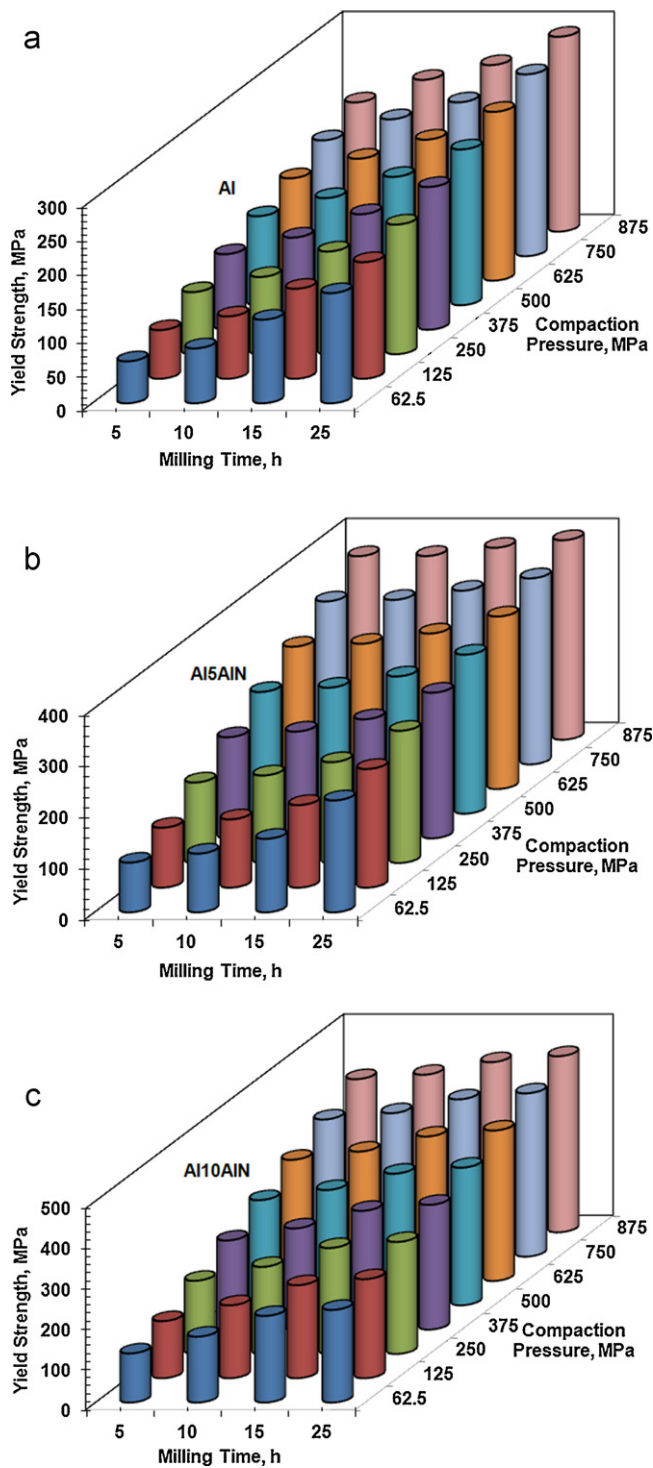 a
Al
300
250
200
150
100
50
0
Yield Strength, MPa
5 10 15 25
Milling Time, h
62.5
125
250
375
500
625
750
875
Compaction
Pressure, MPa
b
Al5AlN
400
300
200
100
0
Yield Strength, MPa
5 10 15 25
Milling Time, h
62.5
125
250
375
500
625
750
875
Compaction
Pressure, MPa
c
Al10AlN
500
400
300
200
100
0
Yield Strength, MPa
5 10 15 25
Milling Time, h
62.5
125
250
375
500
625
750
875
Compaction
Pressure, MPa